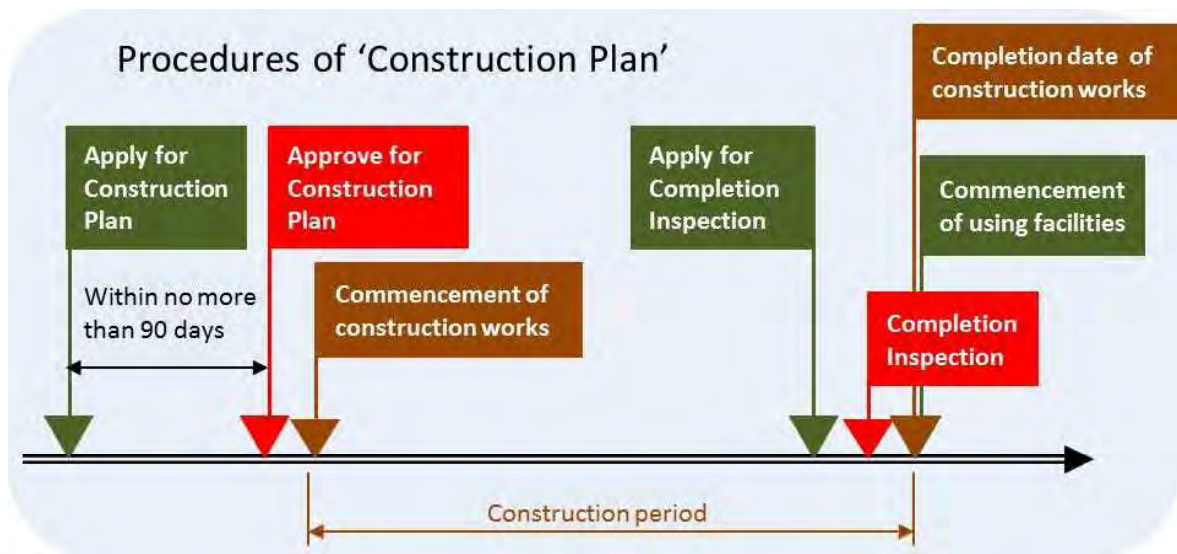 Procedures of ‘Construction Plan’
Completion date of
construction works
Apply for
Construction
Plan
Approve for
Construction
Plan
Apply for
Completion
Inspection
Commencement
of using facilities
Within no more
than 90 days
Commencement of
construction works
Completion
Inspection
Construction period